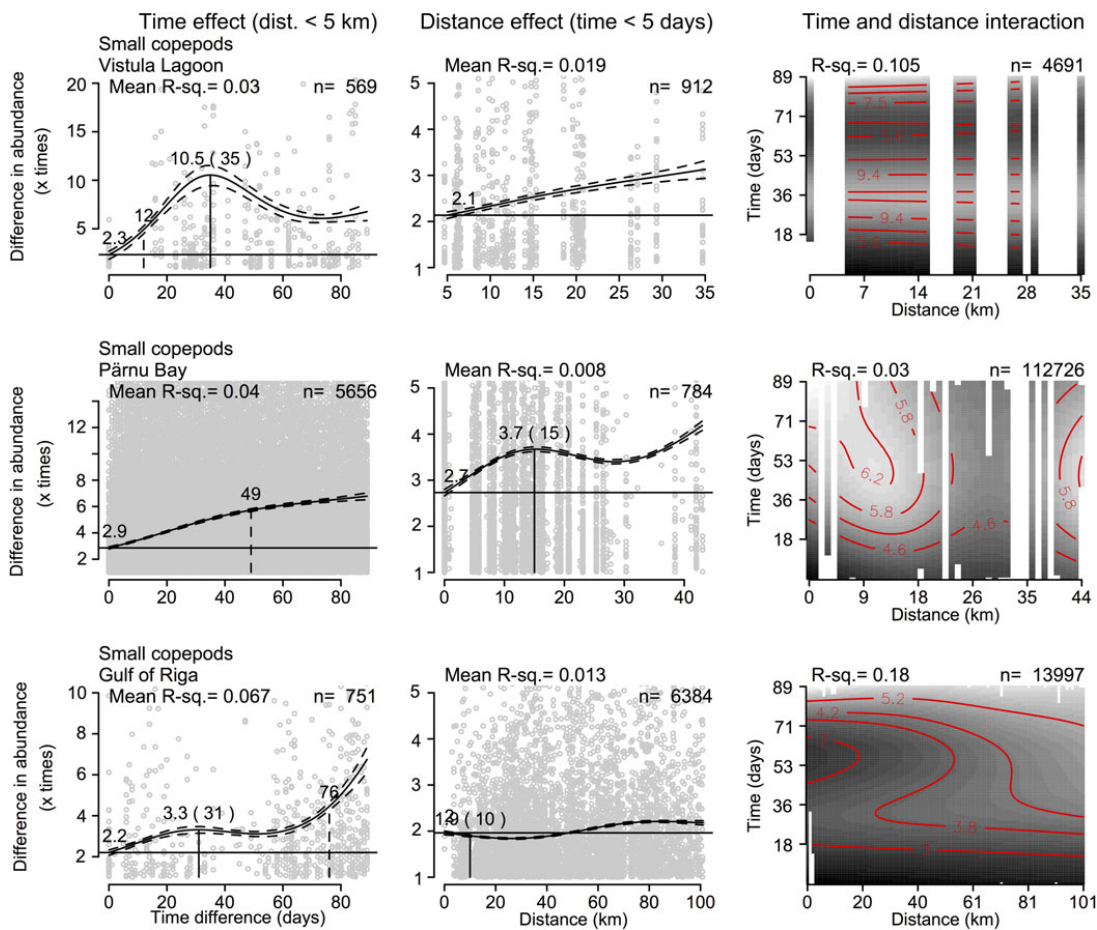 Time effect (dist. < 5 km)
Distance effect (time < 5 days)
Time and distance interaction
Small copepods
Vistula Lagoon
Mean R-sq.= 0.03
n= 569
Difference in abundance
(x times)
20
15
10
5
2.3
12
10.5 ( 35 )
0 20 40 60 80
Mean R-sq.= 0.019
n= 912
5
4
3
2
1
2.1
5 10 15 20 25 30 35
R-sq.= 0.105
n= 4691
Time (days)
89
71
53
36
18
7.5
9.4
9.4
0 7 14 21 28 35
Distance (km)
Small copepods
Pärnu Bay
Mean R-sq.= 0.04
n= 5656
Difference in abundance
(x times)
12
10
8
6
4
2
2.9
49
0 20 40 60 80
Mean R-sq.= 0.008
n= 784
5
4
3
2
1
2.7
3.7 ( 15 )
0 10 20 30 40
R-sq.= 0.03
n= 112726
Time (days)
89
71
53
36
18
5.8
6.2
5.8
5.8
4.6
4.6
0 9 18 26 35 44
Distance (km)
Small copepods
Gulf of Riga
Mean R-sq.= 0.067
n= 751
Difference in abundance
(x times)
10
8
6
4
2
2.2
3.3 ( 31 )
76
0 20 40 60 80
Time difference (days)
Mean R-sq.= 0.013
n= 6384
5
4
3
2
1
1.9 ( 10 )
0 20 40 60 80 100
Distance (km)
R-sq.= 0.18
n= 13997
Time (days)
89
71
53
36
18
5.2
4.2
3.8
3
0 20 40 61 81 101
Distance (km)